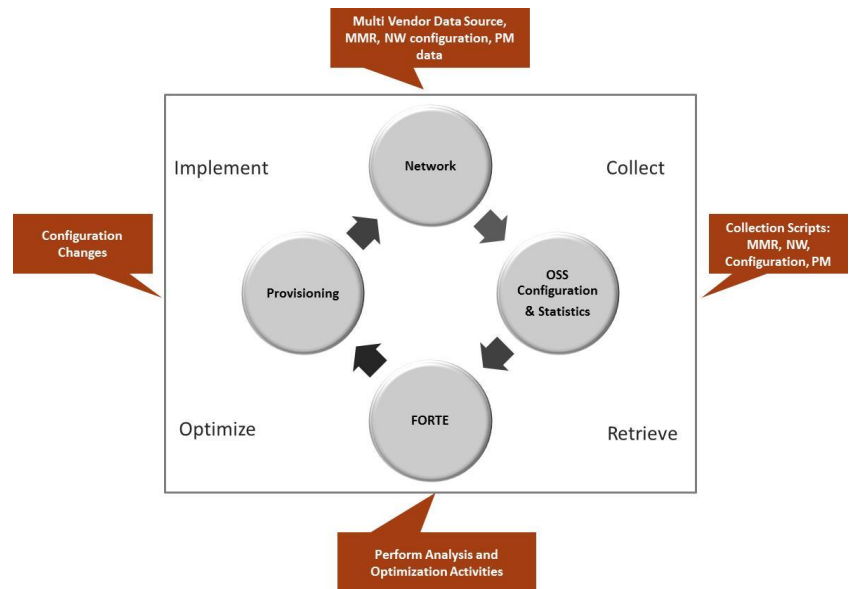 Multi Vendor Data Source,
MMR, NW configuration, PM
data
Implement
Network
Collect
Configuration
Changes
Collection Scripts:
MMR, NW,
Configuration, PM
Provisioning
OSS
Configuration
& Statistics
Optimize
FORTE
Retrieve
Perform Analysis and
Optimization Activities